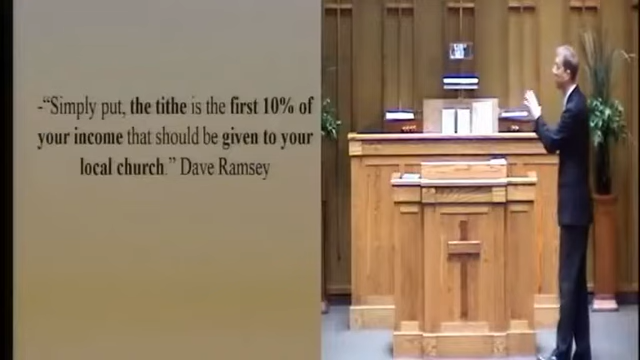 -“Simply put, the tithe is the first 10% of
your income that should be given to your
local church.” Dave Ramsey